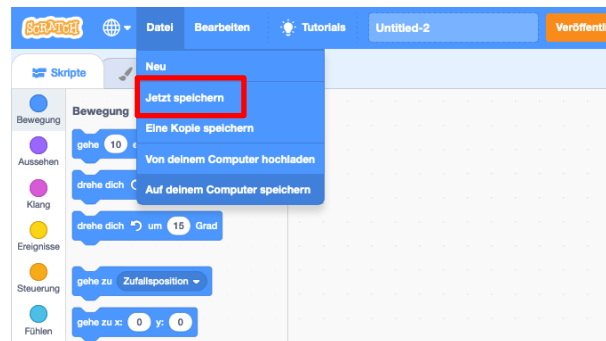 SCRATCH Datei Bearbeiten Tutorials Untitled-2
Skripte
Neu
Jetzt speichern
Eine Kopie speichern
Von deinem Computer hochladen
Auf deinem Computer speichern
Bewegung
Aussehen
Klang
Ereignisse
Steuerung
Fühlen
Bewegung
gehe 10
drehe dich
drehe dich um 15 Grad
gehe zu Zufallsposition
gehe zu x: 0 y: 0